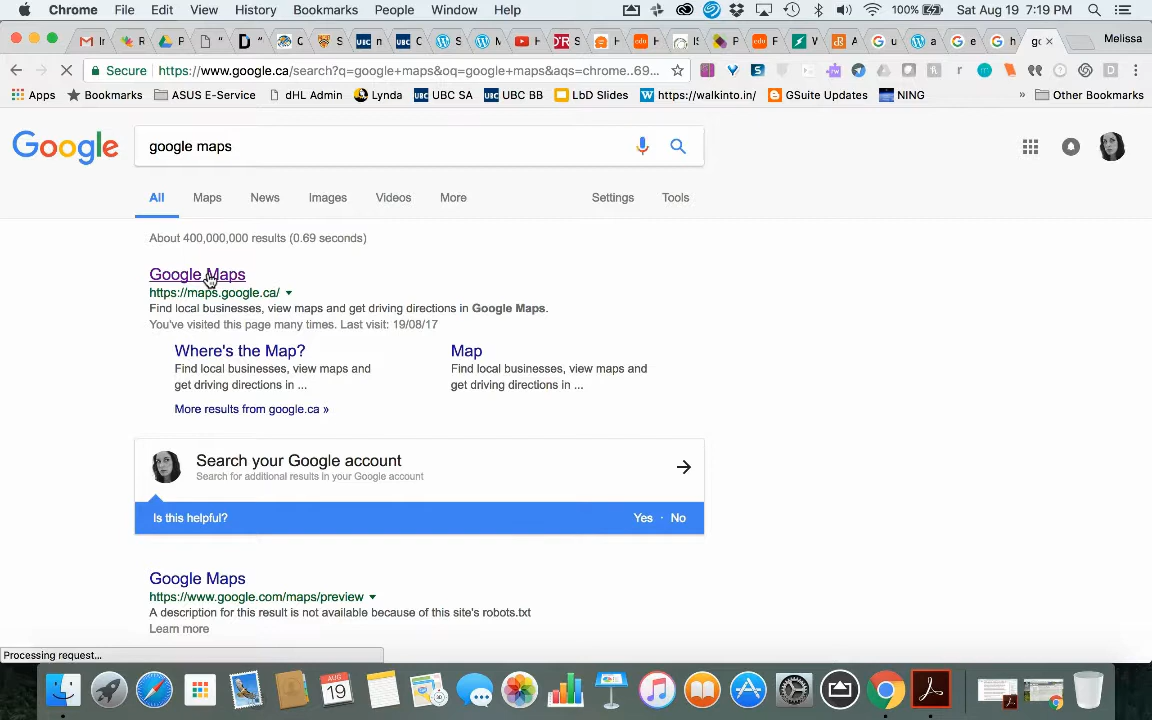 Chrome File Edit View History Bookmarks People Window Help 100% Sat Aug 19 7:19 PM
Melissa
Secure https://www.google.ca/search?q=google+maps&oq=google+maps&aqs=chrome..69...
Apps Bookmarks ASUS E-Service dHL Admin Lynda UBC SA UBC BB LbD Slides https://walkinto.in/ GSuite Updates NING » Other Bookmarks
Google google maps
All Maps News Images Videos More Settings Tools
About 400,000,000 results (0.69 seconds)
Google Maps
https://maps.google.ca/
Find local businesses, view maps and get driving directions in Google Maps.
You've visited this page many times. Last visit: 19/08/17
Where's the Map? Map
Find local businesses, view maps and Find local businesses, view maps and
get driving directions in ... get driving directions in ...
More results from google.ca »
Search your Google account
Search for additional results in your Google account
Is this helpful? Yes · No
Google Maps
https://www.google.com/maps/preview
A description for this result is not available because of this site's robots.txt
Learn more
Processing request...
AUG
19